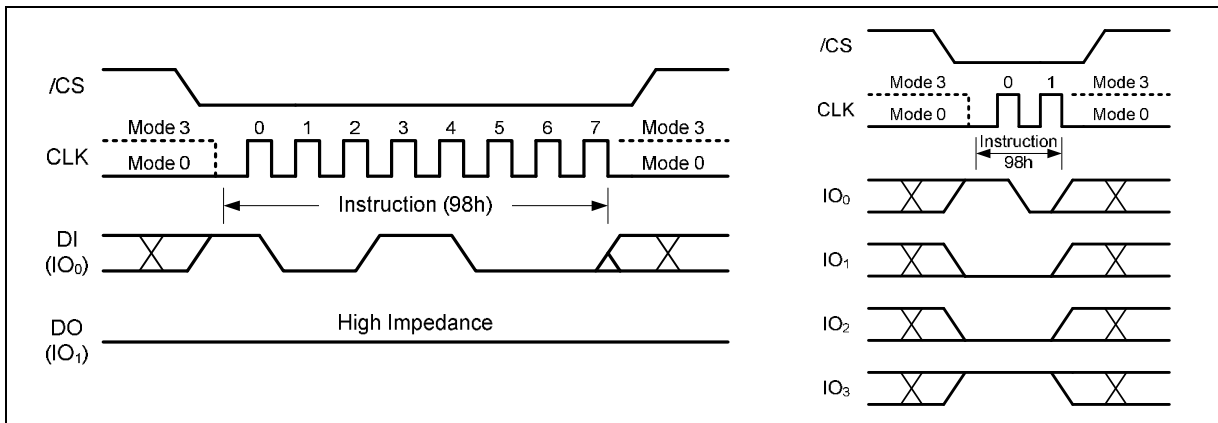 /CS
Mode 3
0 1 2 3 4 5 6 7
Mode 3
CLK
Mode 0
Mode 0
Instruction (98h)
DI
(IO₀)
High Impedance
DO
(IO₁)
/CS
Mode 3
0 1
Mode 3
CLK
Mode 0
Mode 0
Instruction
98h
IO₀
IO₁
IO₂
IO₃